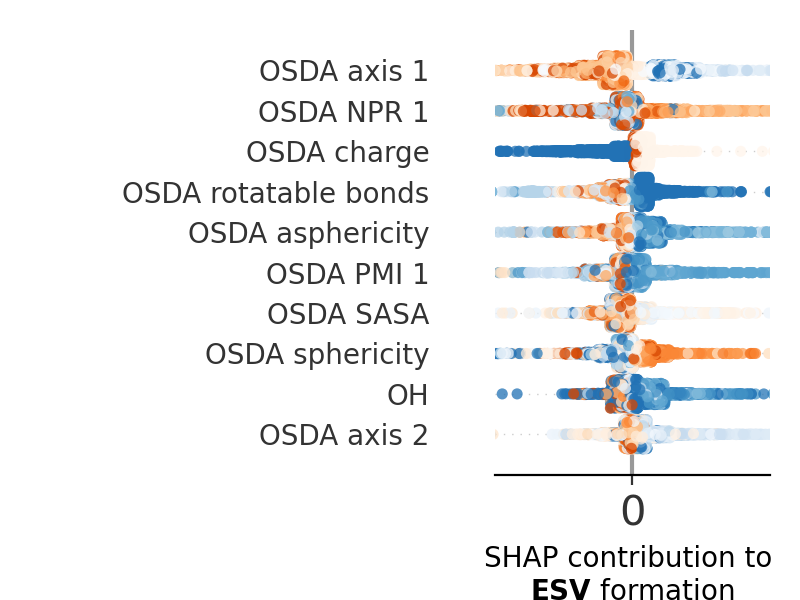 OSDA axis 1
OSDA NPR 1
OSDA charge
OSDA rotatable bonds
OSDA asphericity
OSDA PMI 1
OSDA SASA
OSDA sphericity
OH
OSDA axis 2
0
SHAP contribution to
ESV formation